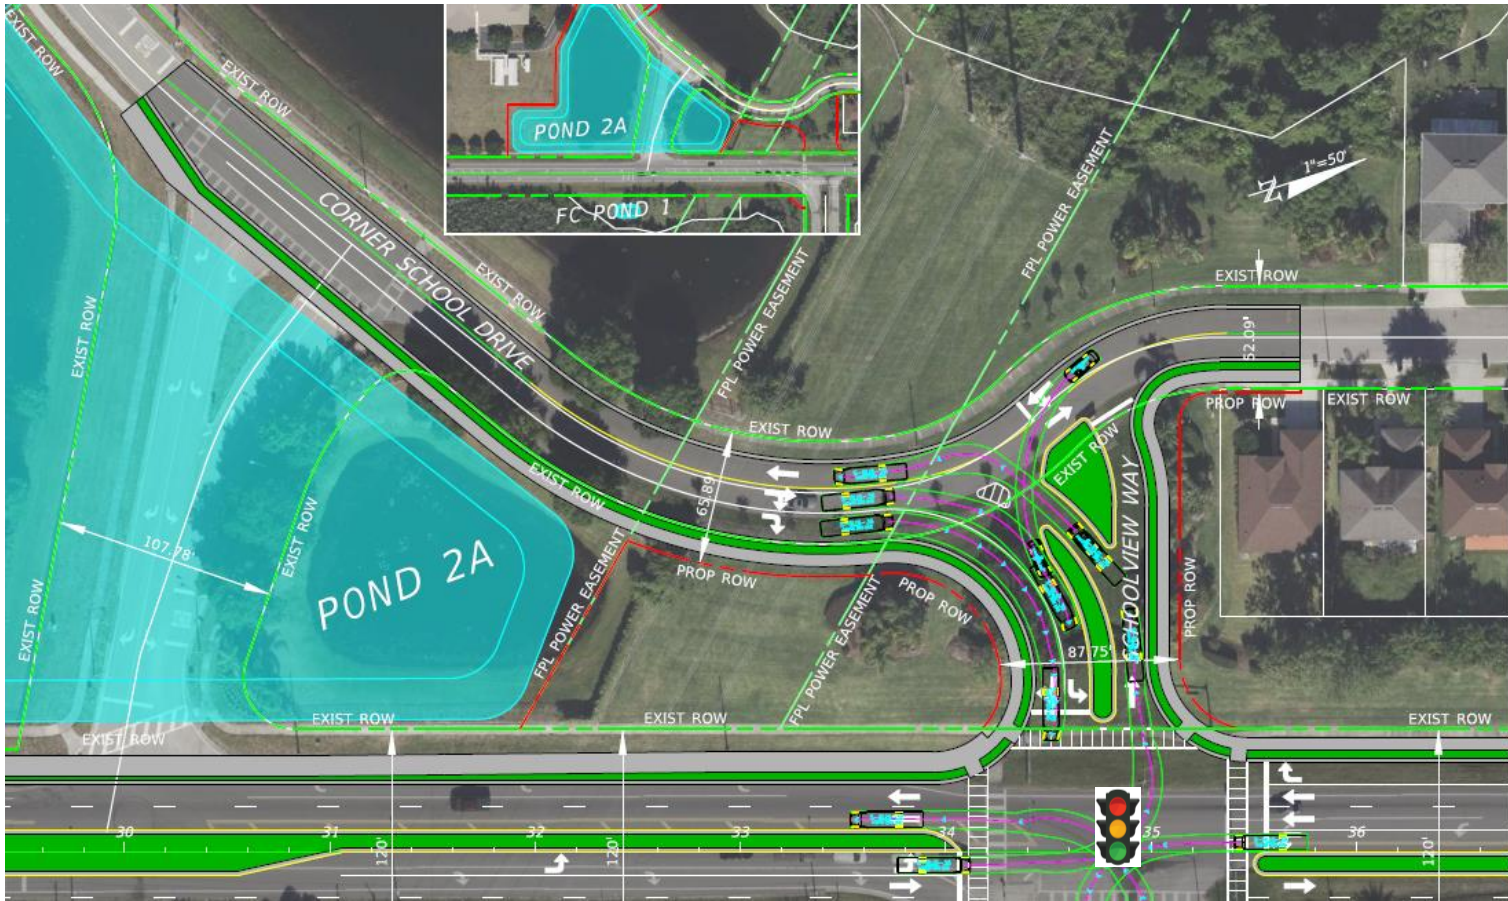 EXIST ROW
EXIST ROW
POND 2A
FC POND 1
FPL POWER EASEMENT
1"=50'
N
CORNER SCHOOL DRIVE
EXIST ROW
FPL POWER EASEMENT
EXIST ROW
52.09'
EXIST ROW
EXIST ROW
PROP ROW
EXIST ROW
EXIST ROW
65.89'
EXIST ROW
EXIST ROW
SCHOOLVIEW WAY
107.78'
EXIST ROW
POND 2A
FPL POWER EASEMENT
PROP ROW
PROP ROW
FPL POWER EASEMENT
PROP ROW
EXIST ROW
87.75'
EXIST ROW
EXIST ROW
EXIST ROW
EXIST ROW
30
31
32
33
34
35
36
120'
120'
120'